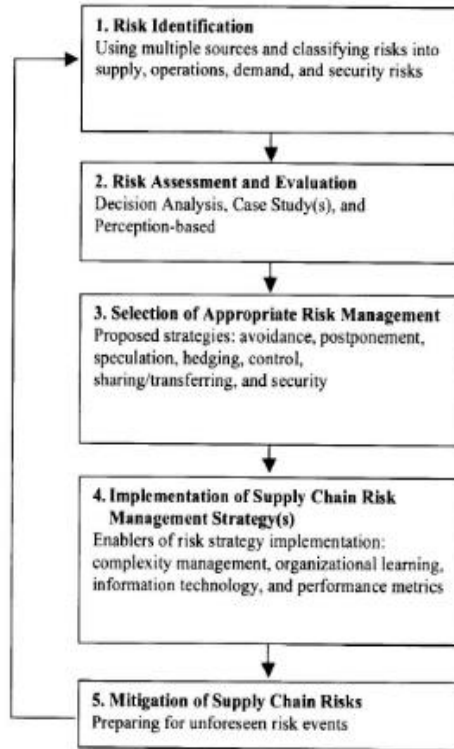 1. Risk Identification
Using multiple sources and classifying risks into
supply, operations, demand, and security risks
2. Risk Assessment and Evaluation
Decision Analysis, Case Study(s), and
Perception-based
3. Selection of Appropriate Risk Management
Proposed strategies: avoidance, postponement,
speculation, hedging, control,
sharing/transferring, and security
4. Implementation of Supply Chain Risk
Management Strategy(s)
Enablers of risk strategy implementation:
complexity management, organizational learning,
information technology, and performance metrics
5. Mitigation of Supply Chain Risks
Preparing for unforeseen risk events